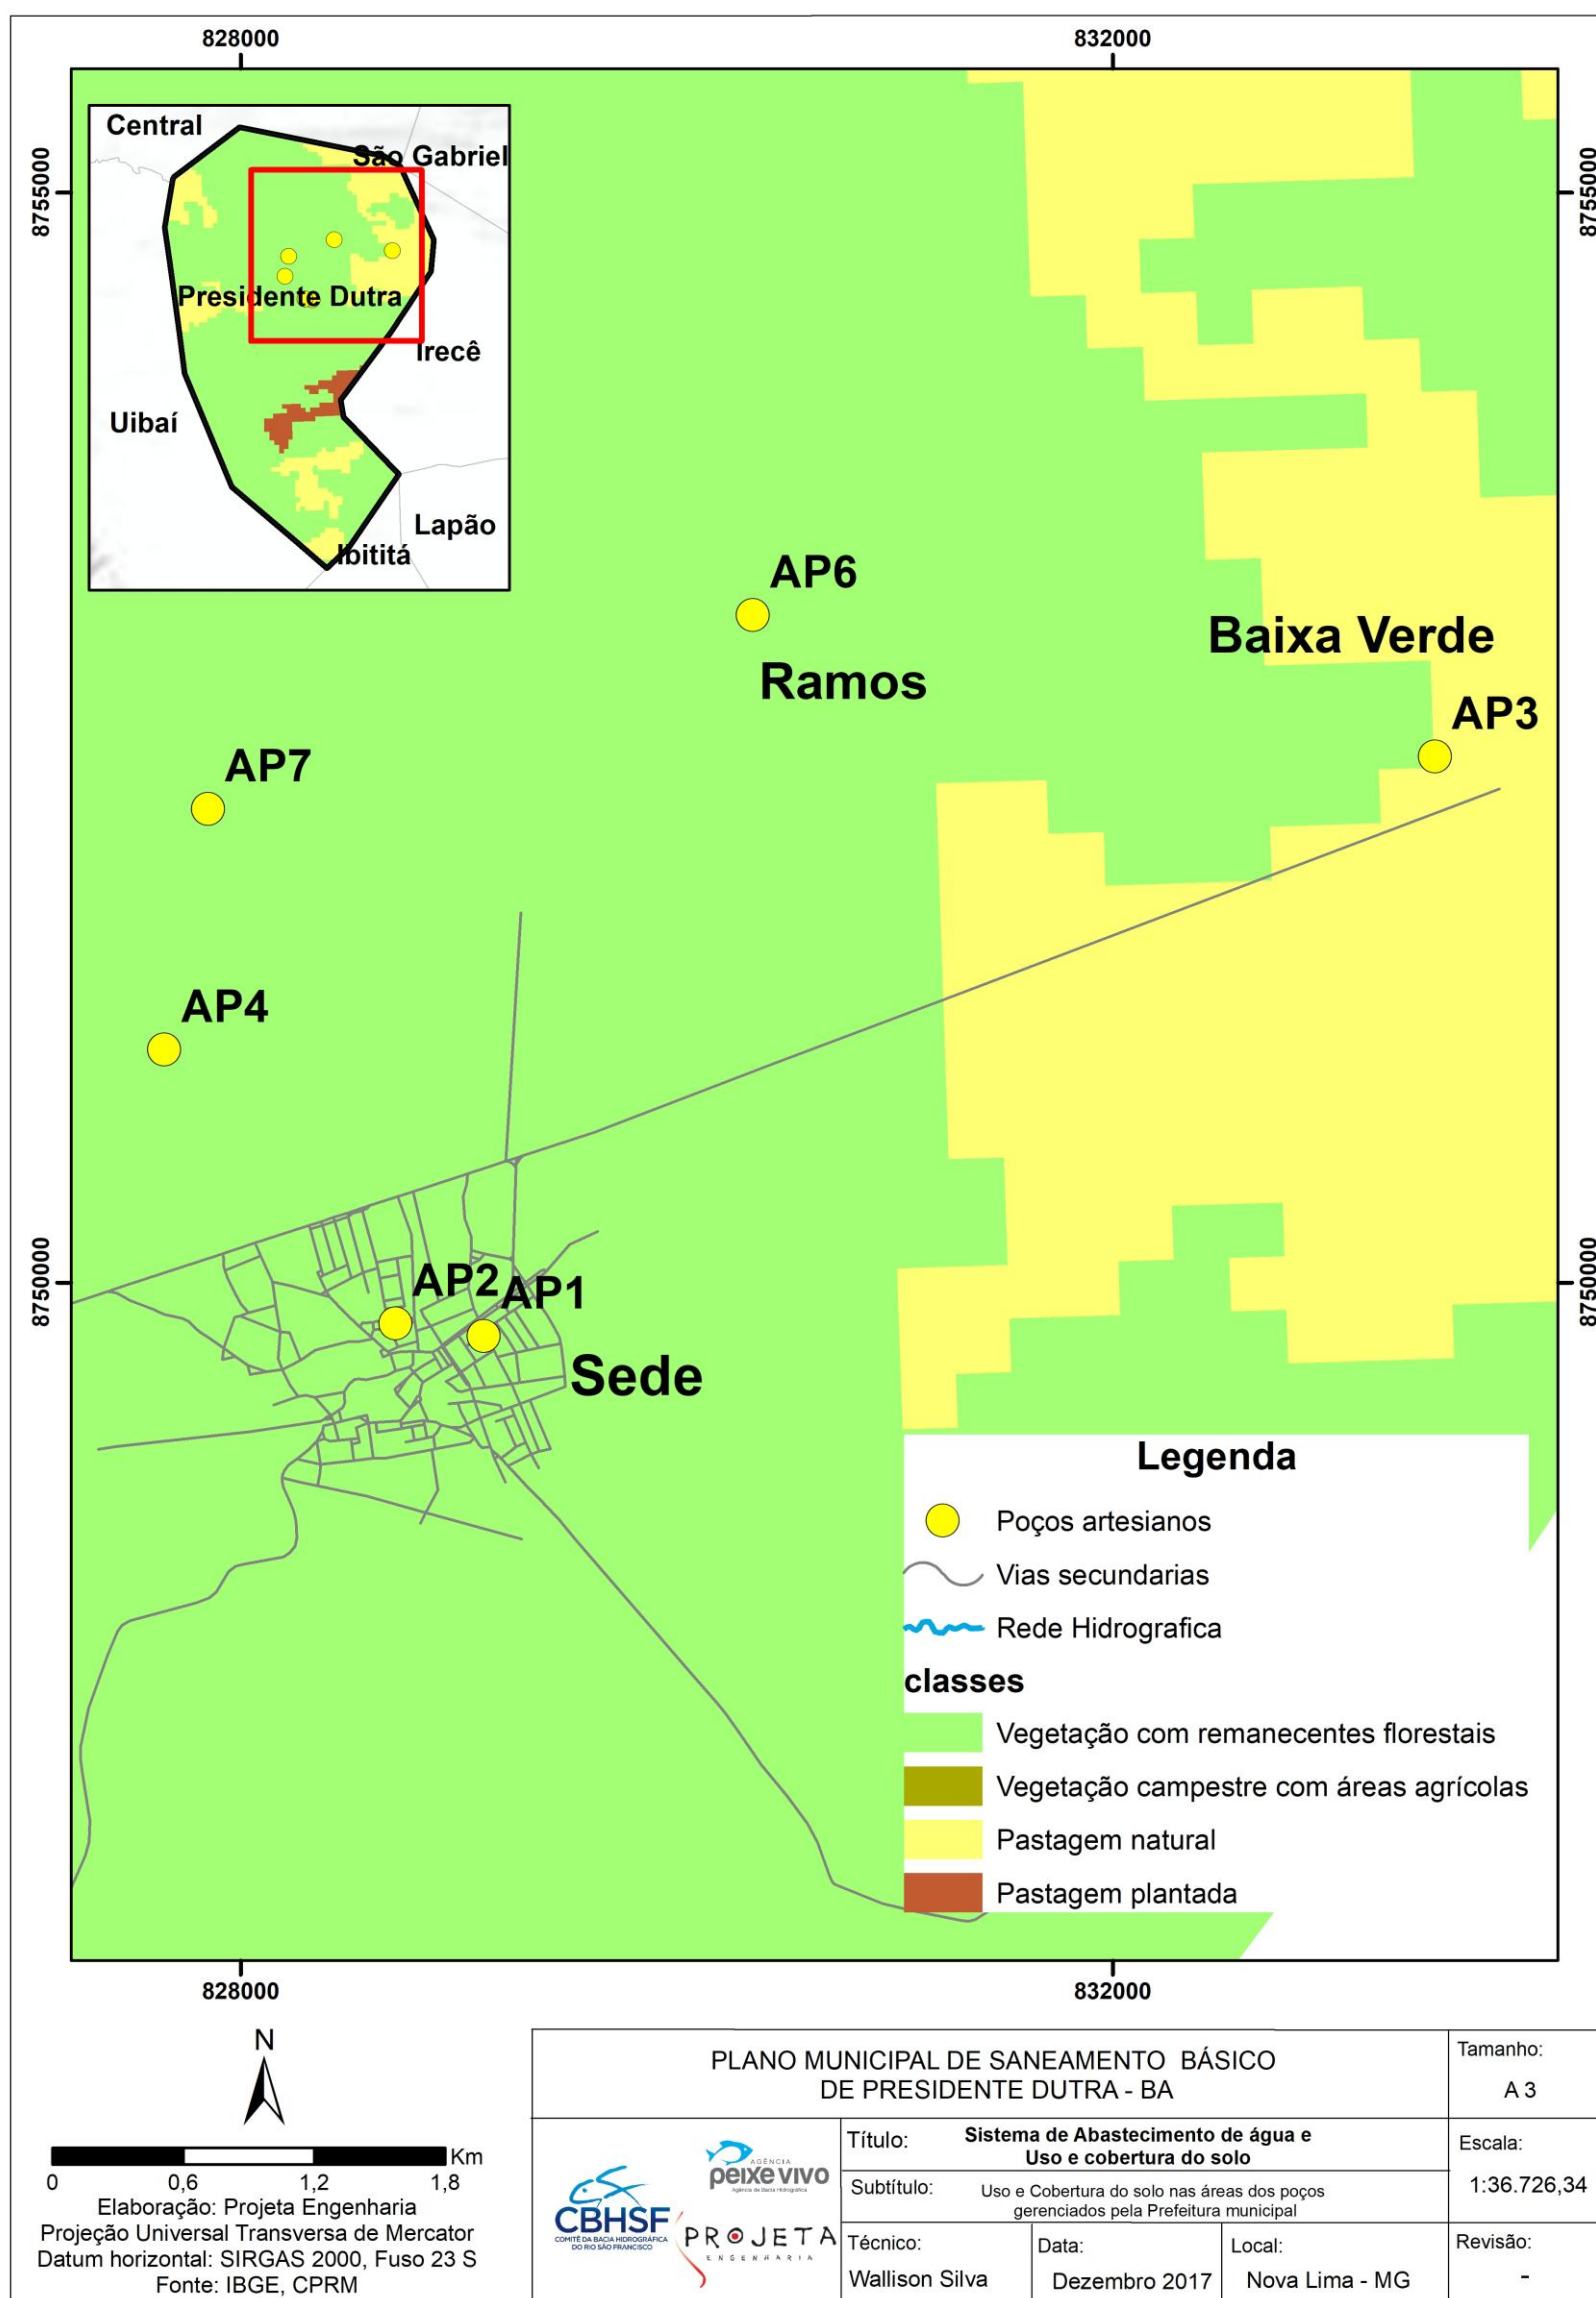 828000
832000
8755000
8755000
Central
São Gabriel
Presidente Dutra
Irecê
Uibaí
Lapão
Ibititá
AP6
Ramos
Baixa Verde
AP3
AP7
AP4
AP2
AP1
Sede
8750000
8750000
Legenda
Poços artesianos
Vias secundarias
Rede Hidrografica
classes
Vegetação com remanecentes florestais
Vegetação campestre com áreas agrícolas
Pastagem natural
Pastagem plantada
828000
832000
N
Km
0 0,6 1,2 1,8
Elaboração: Projeta Engenharia
Projeção Universal Transversa de Mercator
Datum horizontal: SIRGAS 2000, Fuso 23 S
Fonte: IBGE, CPRM
PLANO MUNICIPAL DE SANEAMENTO BÁSICO
DE PRESIDENTE DUTRA - BA
Tamanho:
A 3
CBHSF
COMITÊ DA BACIA HIDROGRÁFICA
DO RIO SÃO FRANCISCO
AGÊNCIA
peixe vivo
Agência de Bacia Hidrográfica
PROJETA
ENGENHARIA
Título: Sistema de Abastecimento de água e
Uso e cobertura do solo
Subtítulo: Uso e Cobertura do solo nas áreas dos poços
gerenciados pela Prefeitura municipal
Escala:
1:36.726,34
Técnico:
Wallison Silva
Data:
Dezembro 2017
Local:
Nova Lima - MG
Revisão:
-